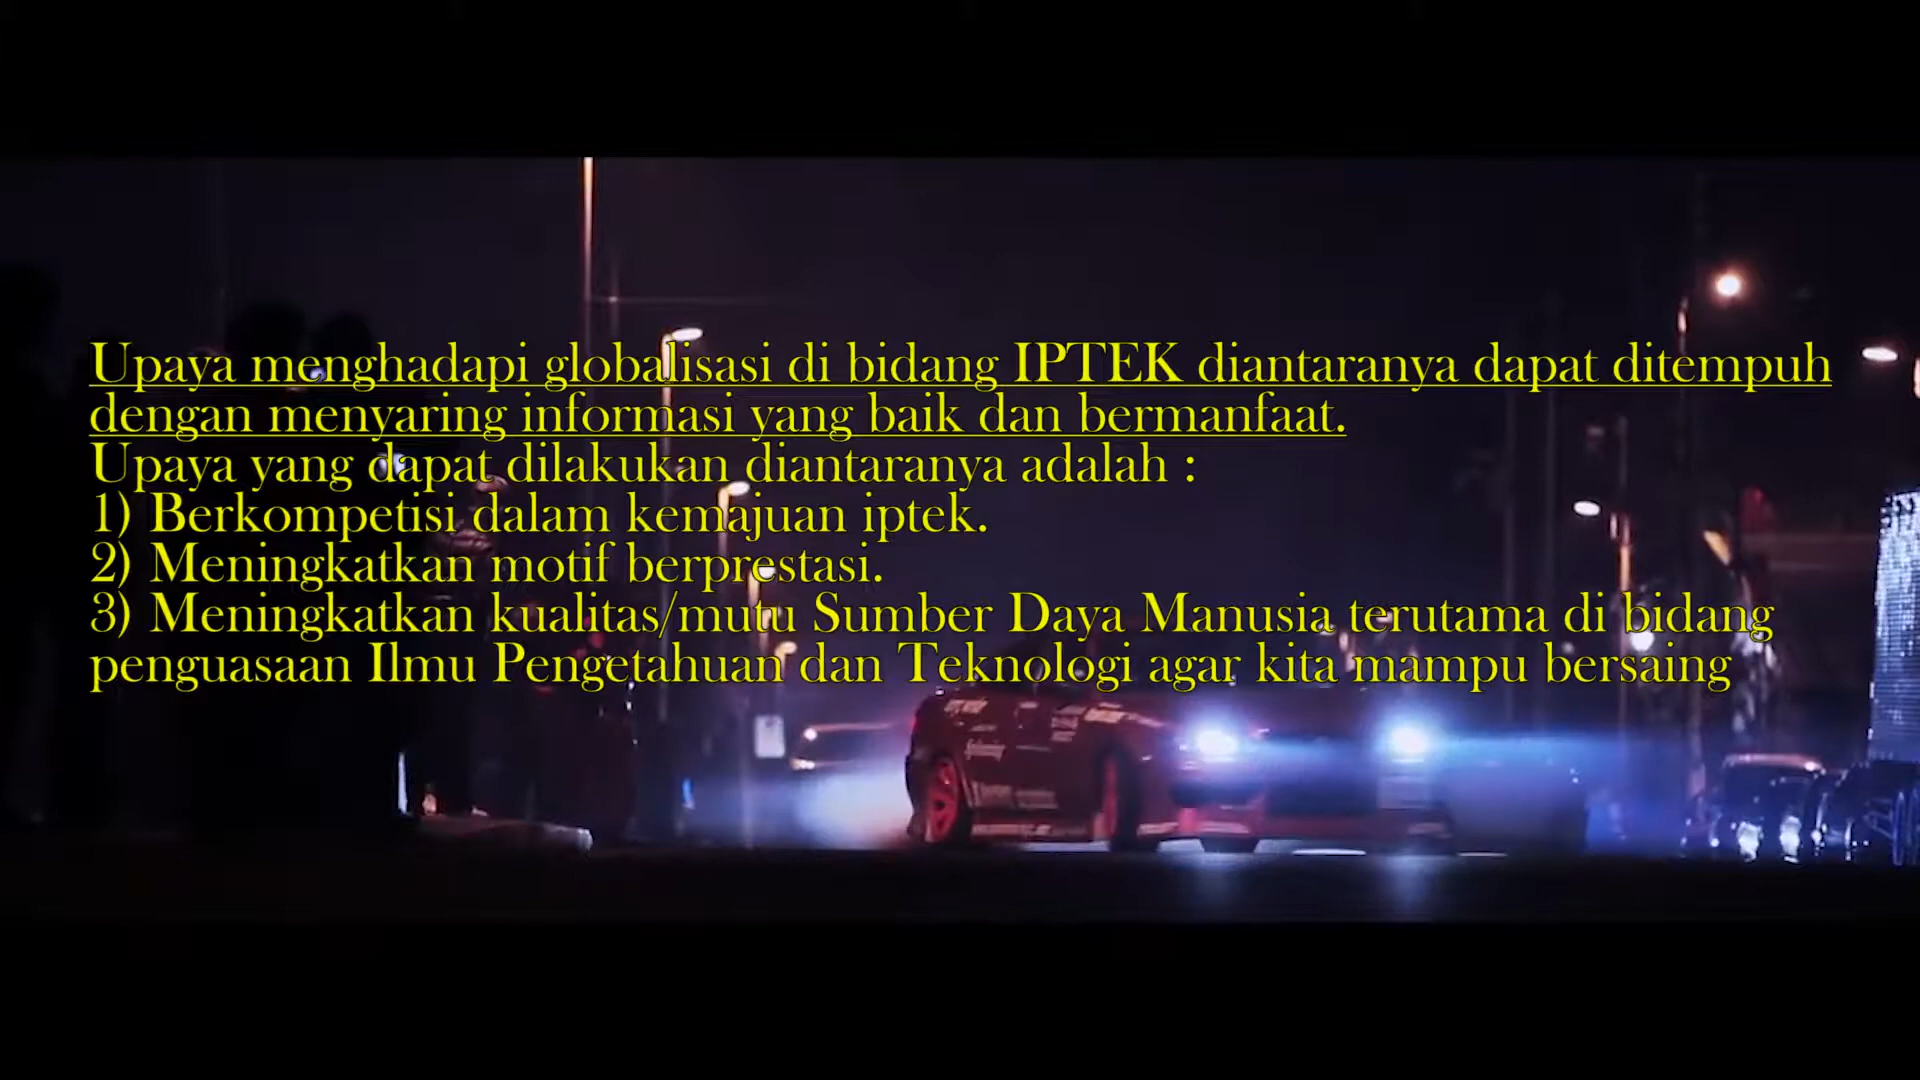 Upaya menghadapi globalisasi di bidang IPTEK diantaranya dapat ditempuh
dengan menyaring informasi yang baik dan bermanfaat.
Upaya yang dapat dilakukan diantaranya adalah :
1) Berkompetisi dalam kemajuan iptek.
2) Meningkatkan motif berprestasi.
3) Meningkatkan kualitas/mutu Sumber Daya Manusia terutama di bidang
penguasaan Ilmu Pengetahuan dan Teknologi agar kita mampu bersaing